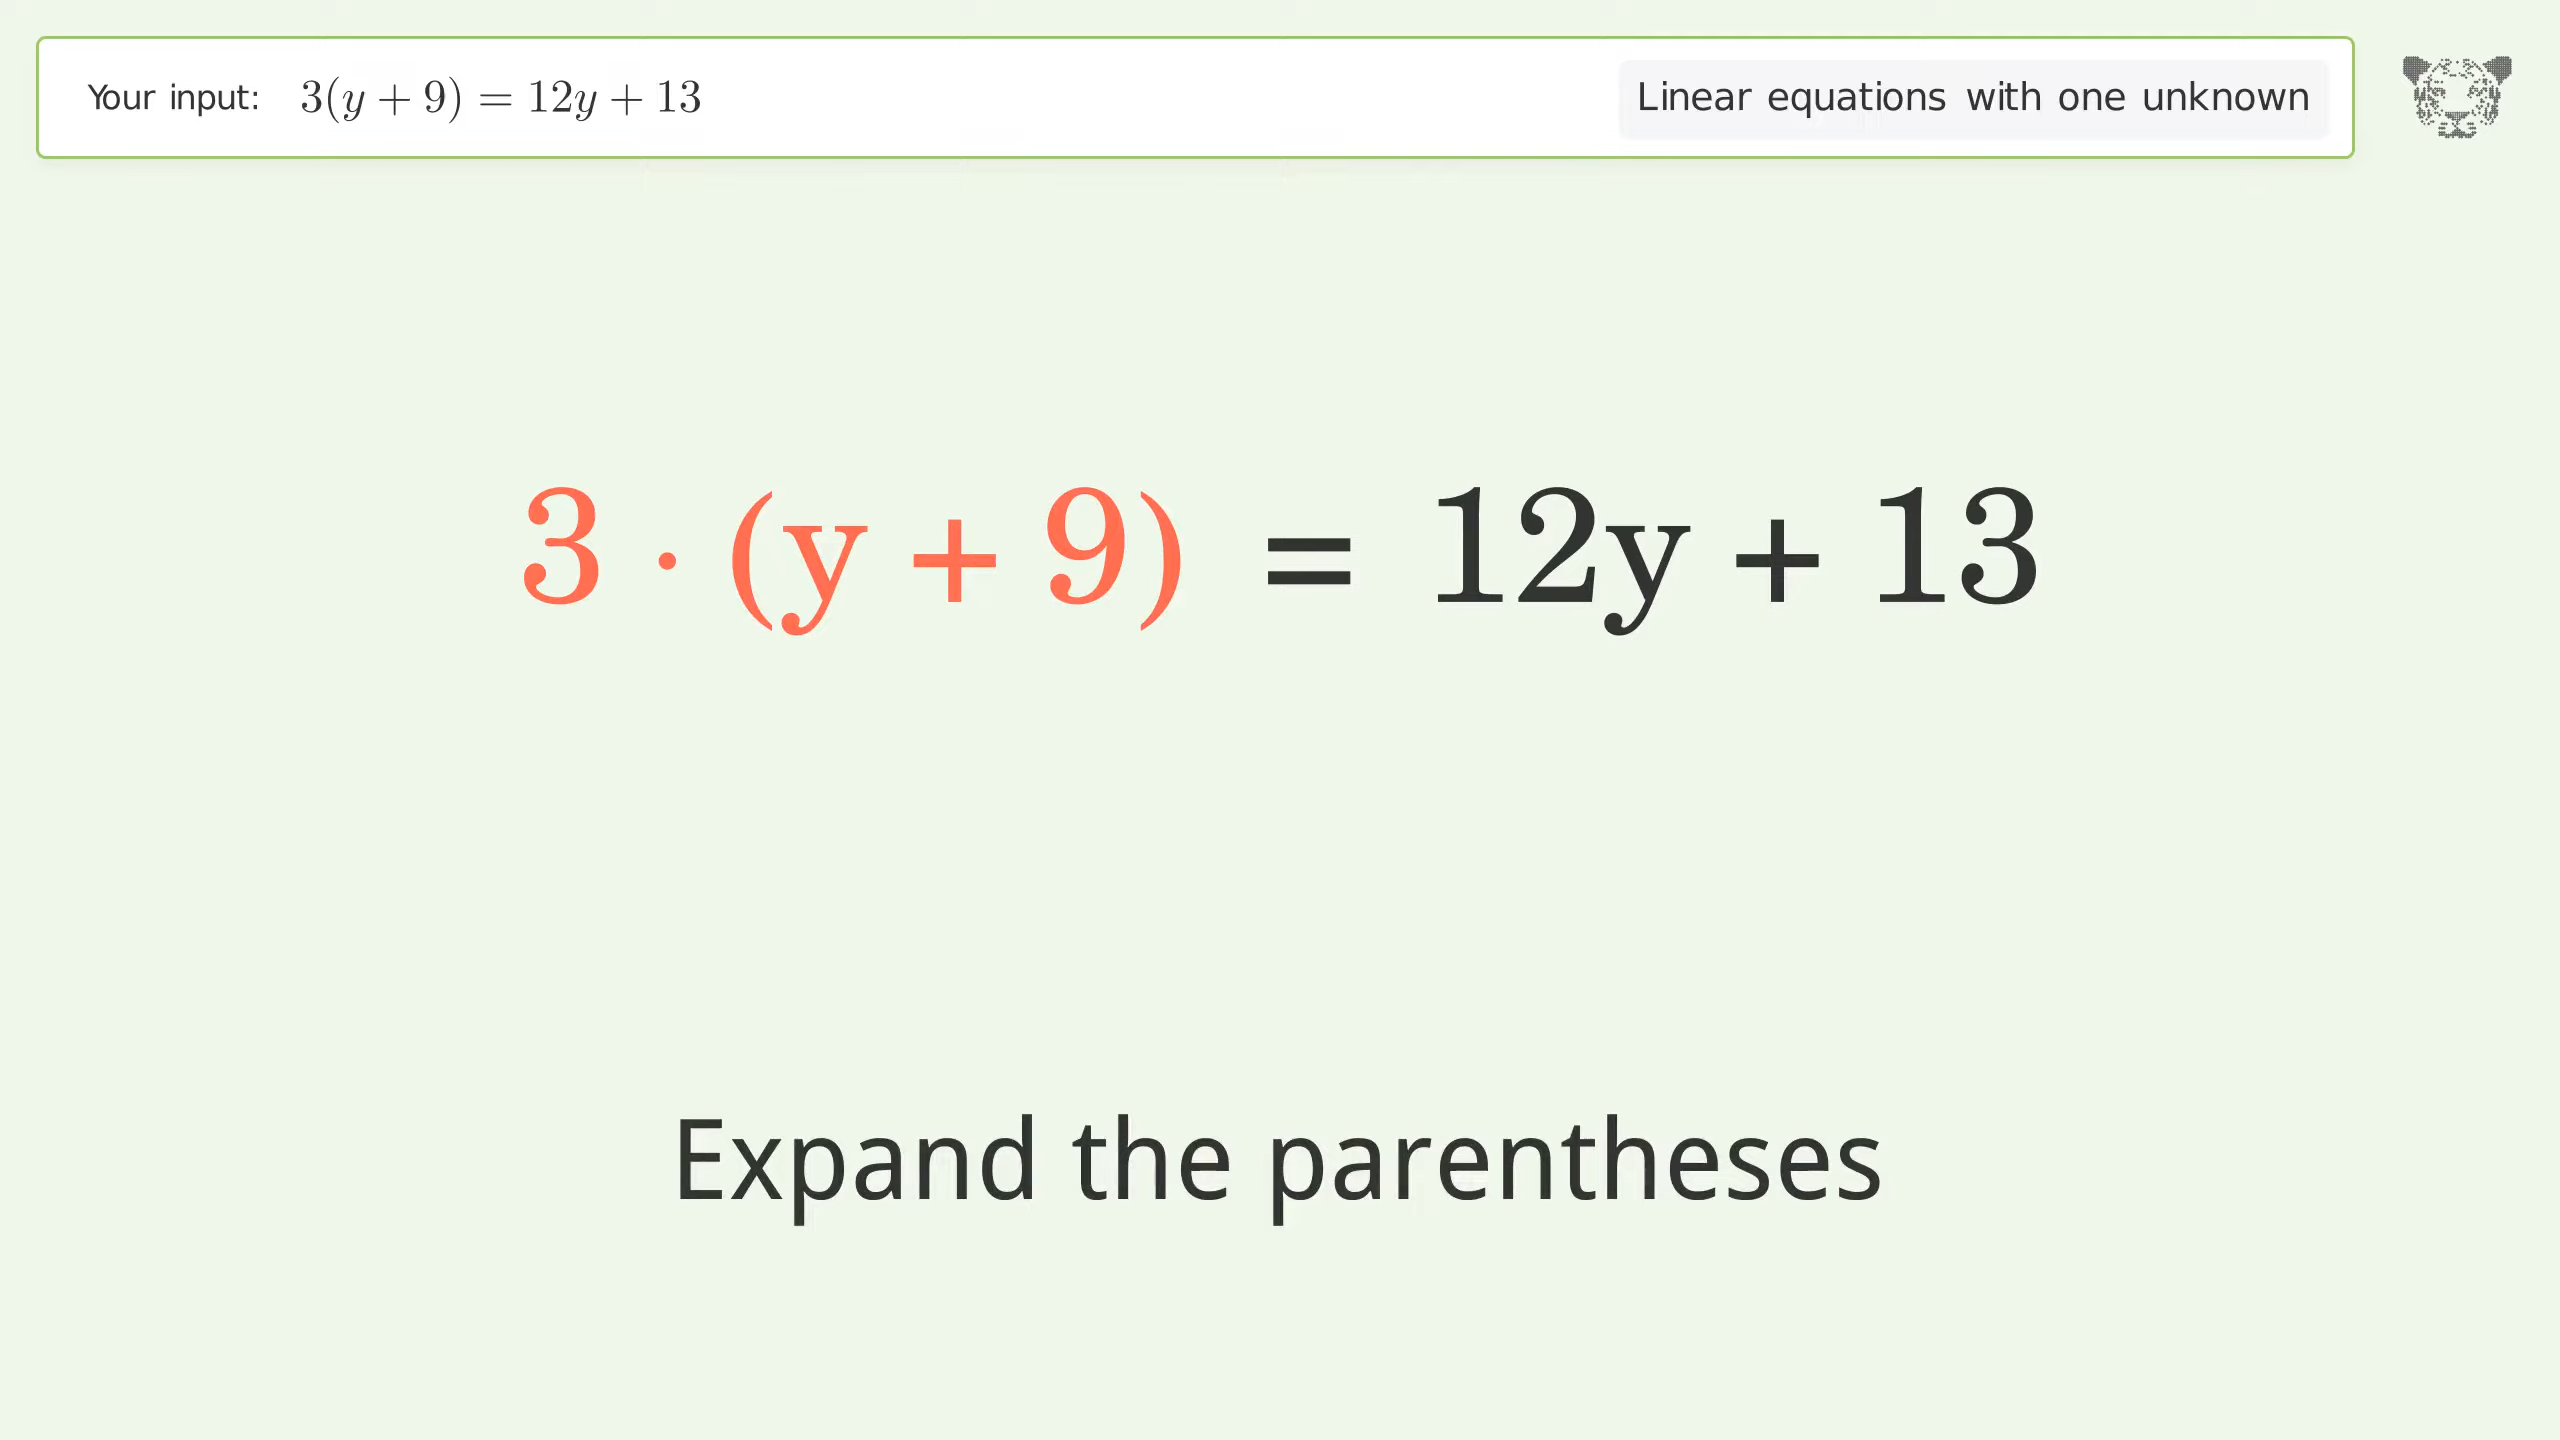 Your input: 3(y + 9) = 12y + 13 Linear equations with one unknown
3 · (y + 9) = 12y + 13
Expand the parentheses